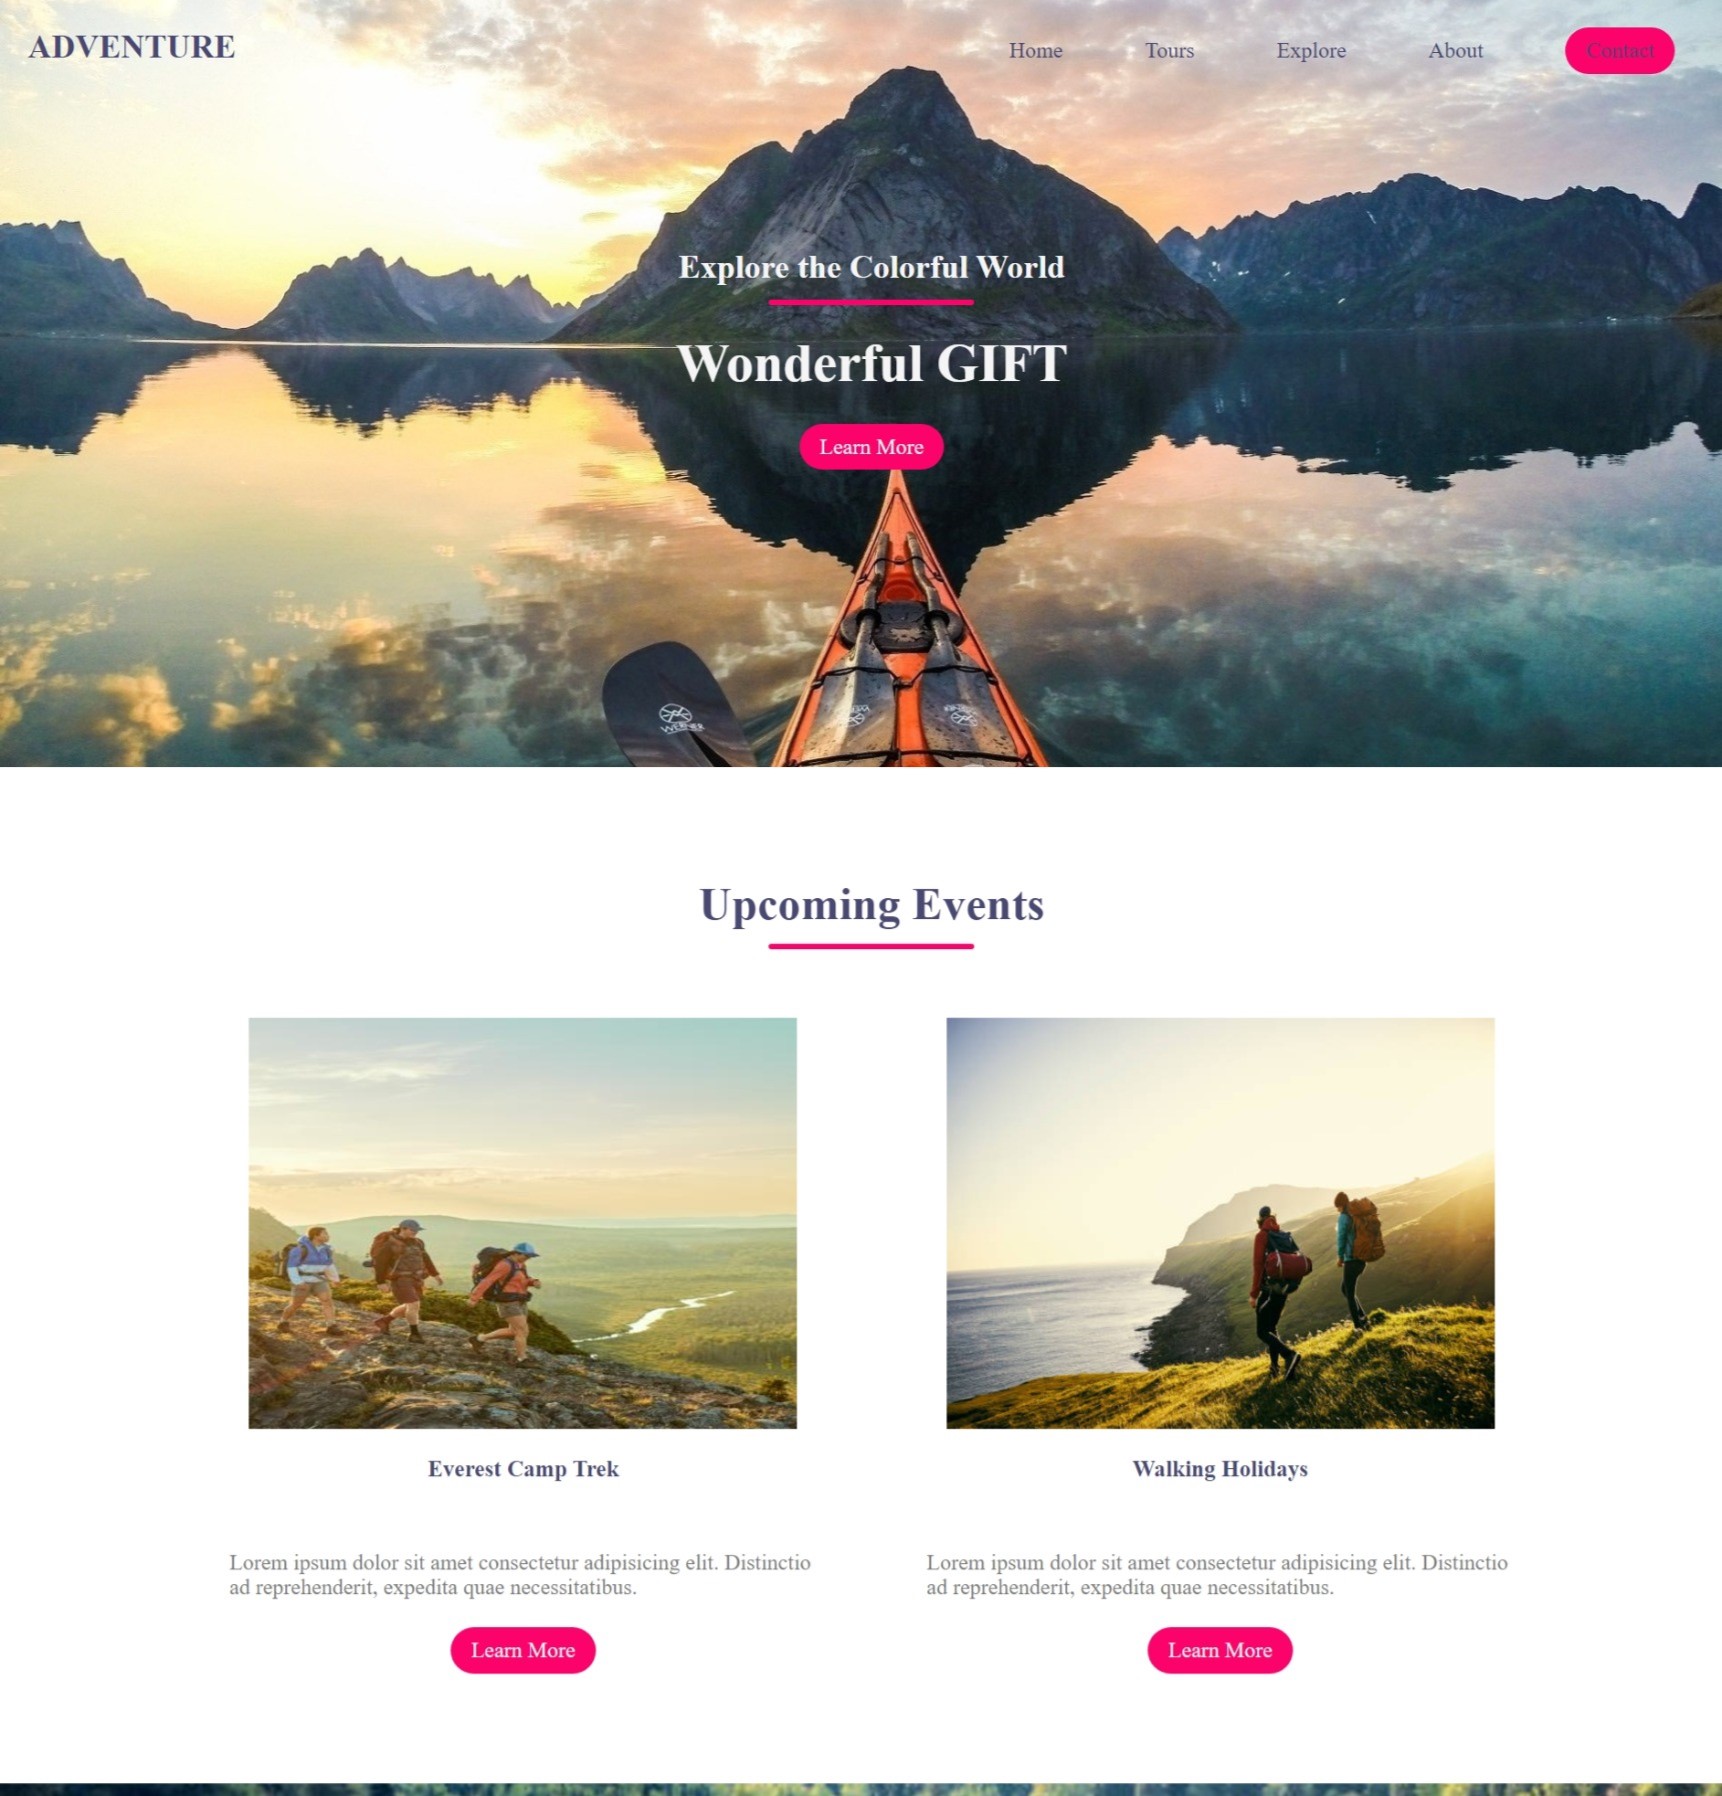 ADVENTURE
Home Tours Explore About Contact
Explore the Colorful World
Wonderful GIFT
Learn More
WERNER
Upcoming Events
Everest Camp Trek
Lorem ipsum dolor sit amet consectetur adipisicing elit. Distinctio
ad reprehenderit, expedita quae necessitatibus.
Learn More
Walking Holidays
Lorem ipsum dolor sit amet consectetur adipisicing elit. Distinctio
ad reprehenderit, expedita quae necessitatibus.
Learn More